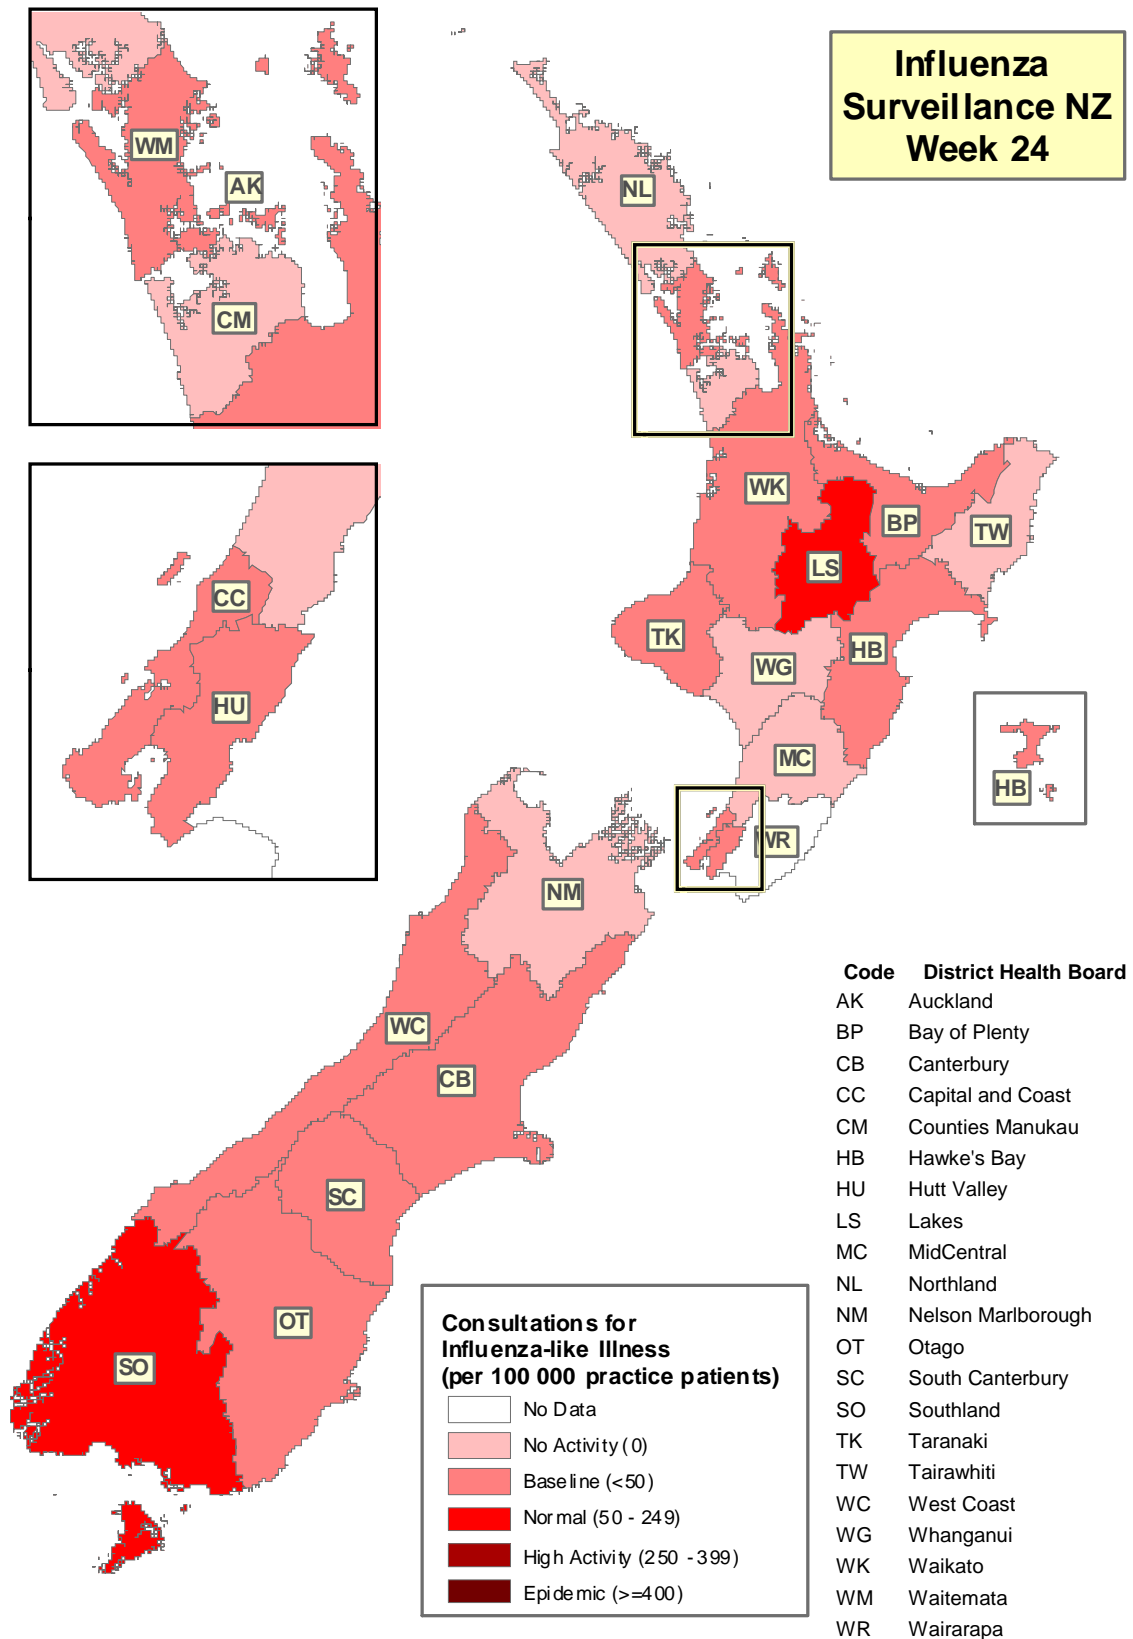 Influenza
Surveillance NZ
Week 24
WM
AK
CM
NL
WK
BP
TW
LS
TK
WG
HB
MC
HB
WR
CC
HU
NM
WC
CB
SC
OT
SO
Consultations for
Influenza-like Illness
(per 100 000 practice patients)
No Data
No Activity (0)
Baseline (<50)
Normal (50 - 249)
High Activity (250 -399)
Epidemic (>=400)
Code District Health Board
AK Auckland
BP Bay of Plenty
CB Canterbury
CC Capital and Coast
CM Counties Manukau
HB Hawke's Bay
HU Hutt Valley
LS Lakes
MC MidCentral
NL Northland
NM Nelson Marlborough
OT Otago
SC South Canterbury
SO Southland
TK Taranaki
TW Tairawhiti
WC West Coast
WG Whanganui
WK Waikato
WM Waitemata
WR Wairarapa